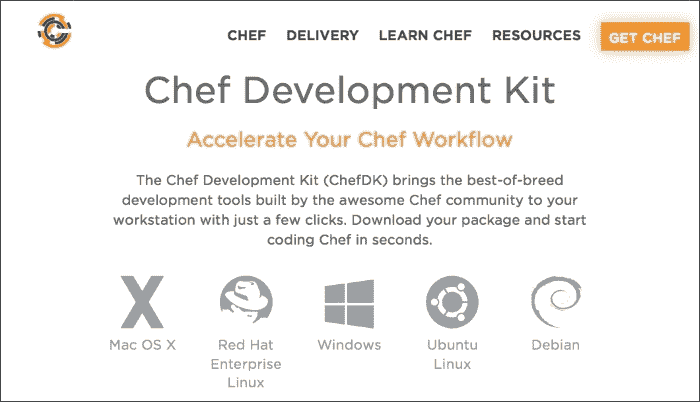 CHEF DELIVERY LEARN CHEF RESOURCES GET CHEF
Chef Development Kit
Accelerate Your Chef Workflow
The Chef Development Kit (ChefDK) brings the best-of-breed
development tools built by the awesome Chef community to your
workstation with just a few clicks. Download your package and start
coding Chef in seconds.
Mac OS X
Red Hat
Enterprise
Linux
Windows
Ubuntu
Linux
Debian